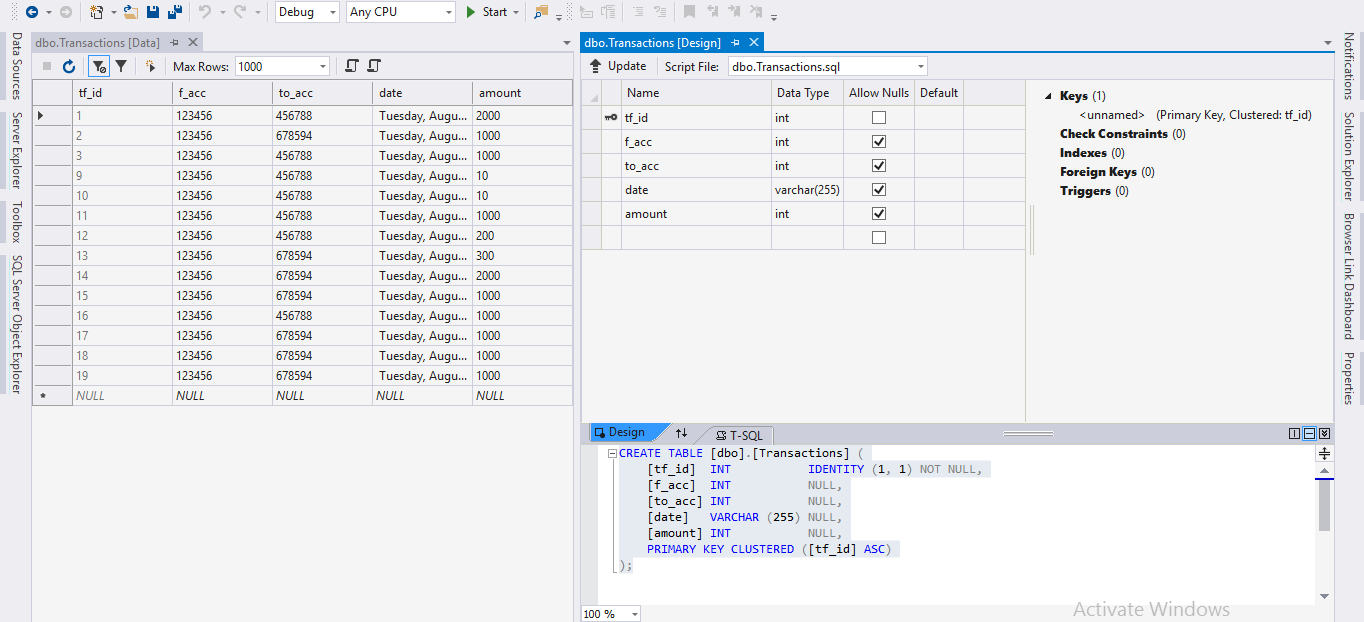 Debug Any CPU Start
dbo.Transactions [Data]
Max Rows: 1000
tf_id f_acc to_acc date amount
1 123456 456788 Tuesday, Augu... 2000
2 123456 678594 Tuesday, Augu... 1000
3 123456 456788 Tuesday, Augu... 1000
9 123456 456788 Tuesday, Augu... 10
10 123456 456788 Tuesday, Augu... 10
11 123456 456788 Tuesday, Augu... 1000
12 123456 456788 Tuesday, Augu... 200
13 123456 678594 Tuesday, Augu... 300
14 123456 678594 Tuesday, Augu... 2000
15 123456 678594 Tuesday, Augu... 1000
16 123456 456788 Tuesday, Augu... 1000
17 123456 678594 Tuesday, Augu... 1000
18 123456 678594 Tuesday, Augu... 1000
19 123456 678594 Tuesday, Augu... 1000
NULL NULL NULL NULL NULL
Data Sources
Server Explorer
Toolbox
SQL Server Object Explorer
dbo.Transactions [Design]
Update Script File: dbo.Transactions.sql
Name Data Type Allow Nulls Default
tf_id int
f_acc int
to_acc int
date varchar(255)
amount int
Keys (1)
<unnamed> (Primary Key, Clustered: tf_id)
Check Constraints (0)
Indexes (0)
Foreign Keys (0)
Triggers (0)
Design T-SQL
CREATE TABLE [dbo].[Transactions] (
[tf_id] INT IDENTITY (1, 1) NOT NULL,
[f_acc] INT NULL,
[to_acc] INT NULL,
[date] VARCHAR (255) NULL,
[amount] INT NULL,
PRIMARY KEY CLUSTERED ([tf_id] ASC)
);
100 %
Activate Windows
Notifications
Solution Explorer
Browser Link Dashboard
Properties